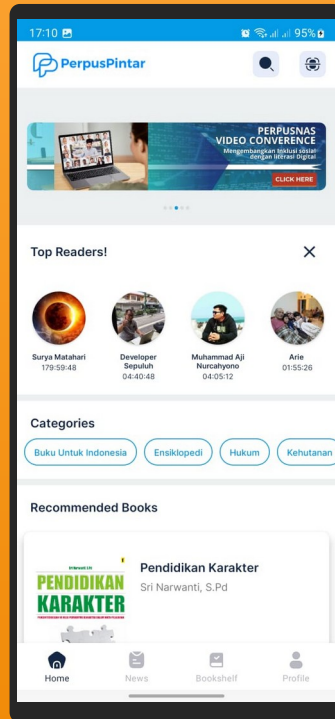 17:10
95%
PerpusPintar
PERPUSNAS
VIDEO CONVERENCE
Mengembangkan Inklusi sosial
dengan literasi Digital
CLICK HERE
Top Readers!
Surya Matahari
179:59:48
Developer
Sepuluh
04:40:48
Muhammad Aji
Nurcahyono
04:05:12
Arie
01:55:26
Categories
Buku Untuk Indonesia
Ensiklopedi
Hukum
Kehutanan
Recommended Books
PENDIDIKAN
KARAKTER
Pendidikan Karakter
Sri Narwanti, S.Pd
Home
News
Bookshelf
Profile